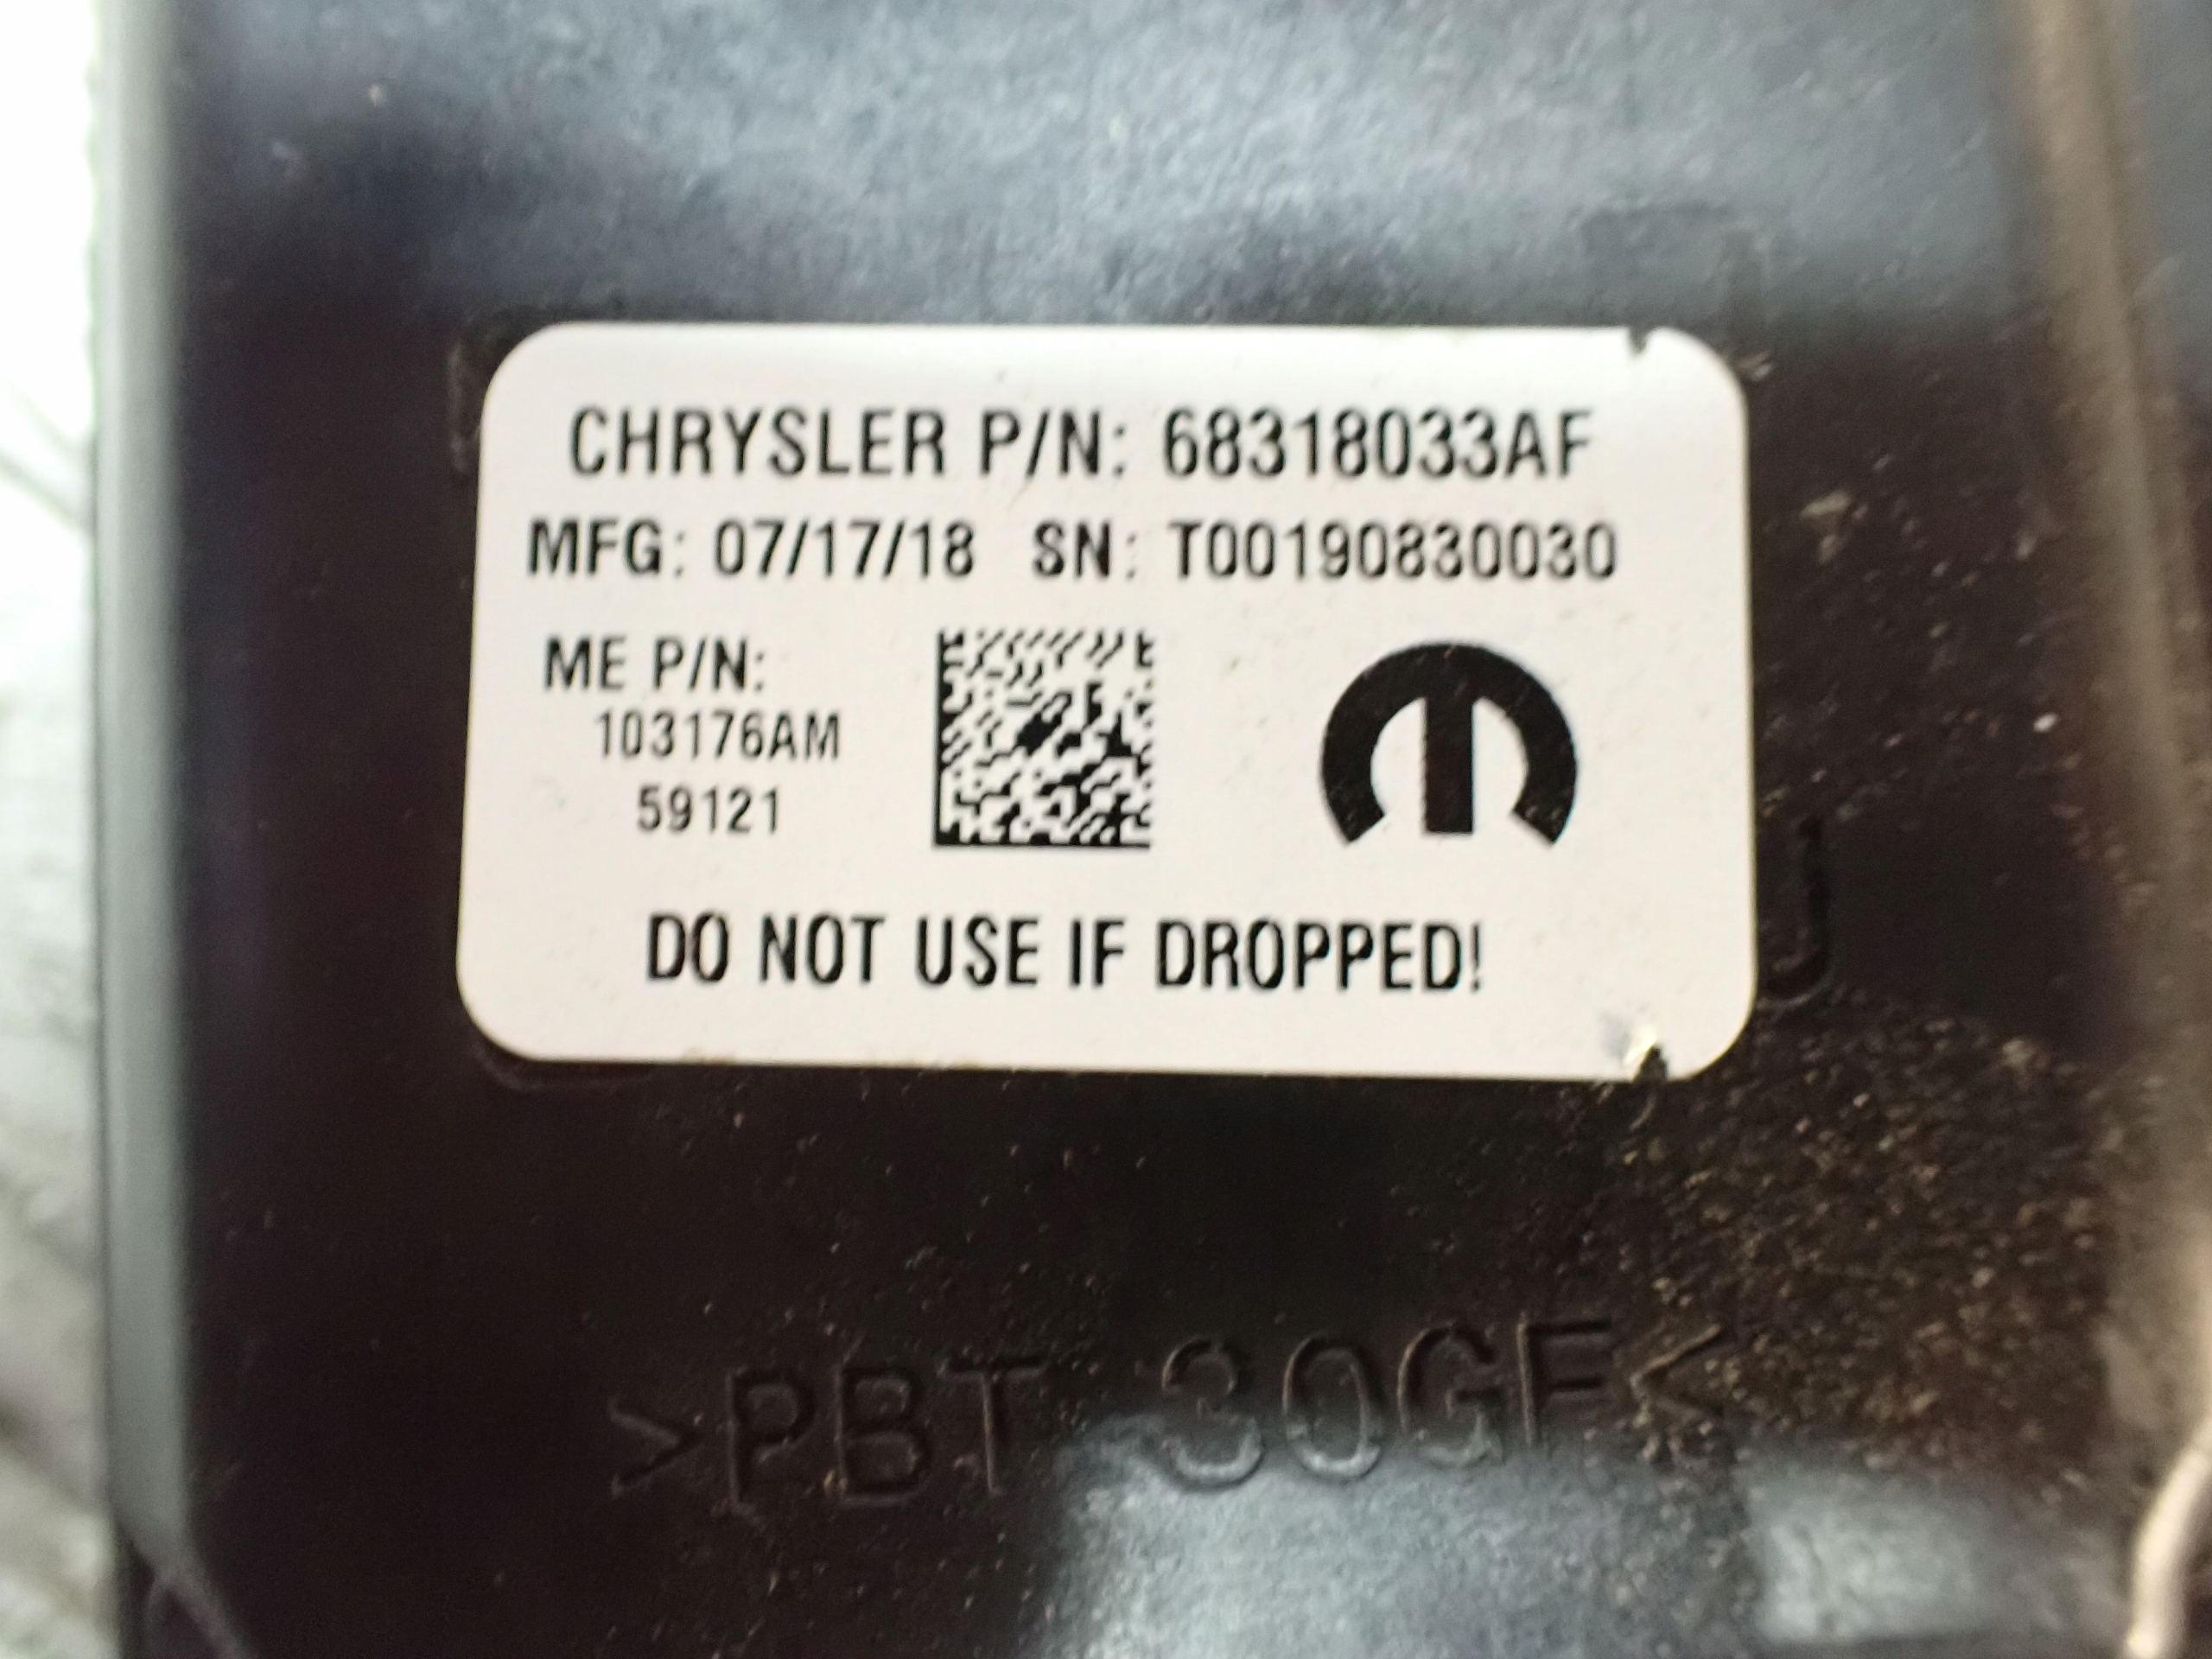 CHRYSLER P/N: 68318033AF
MFG: 07/17/18 SN: T00190830030
ME P/N:
103176AM
59121
DO NOT USE IF DROPPED!
>PBT 30GF<